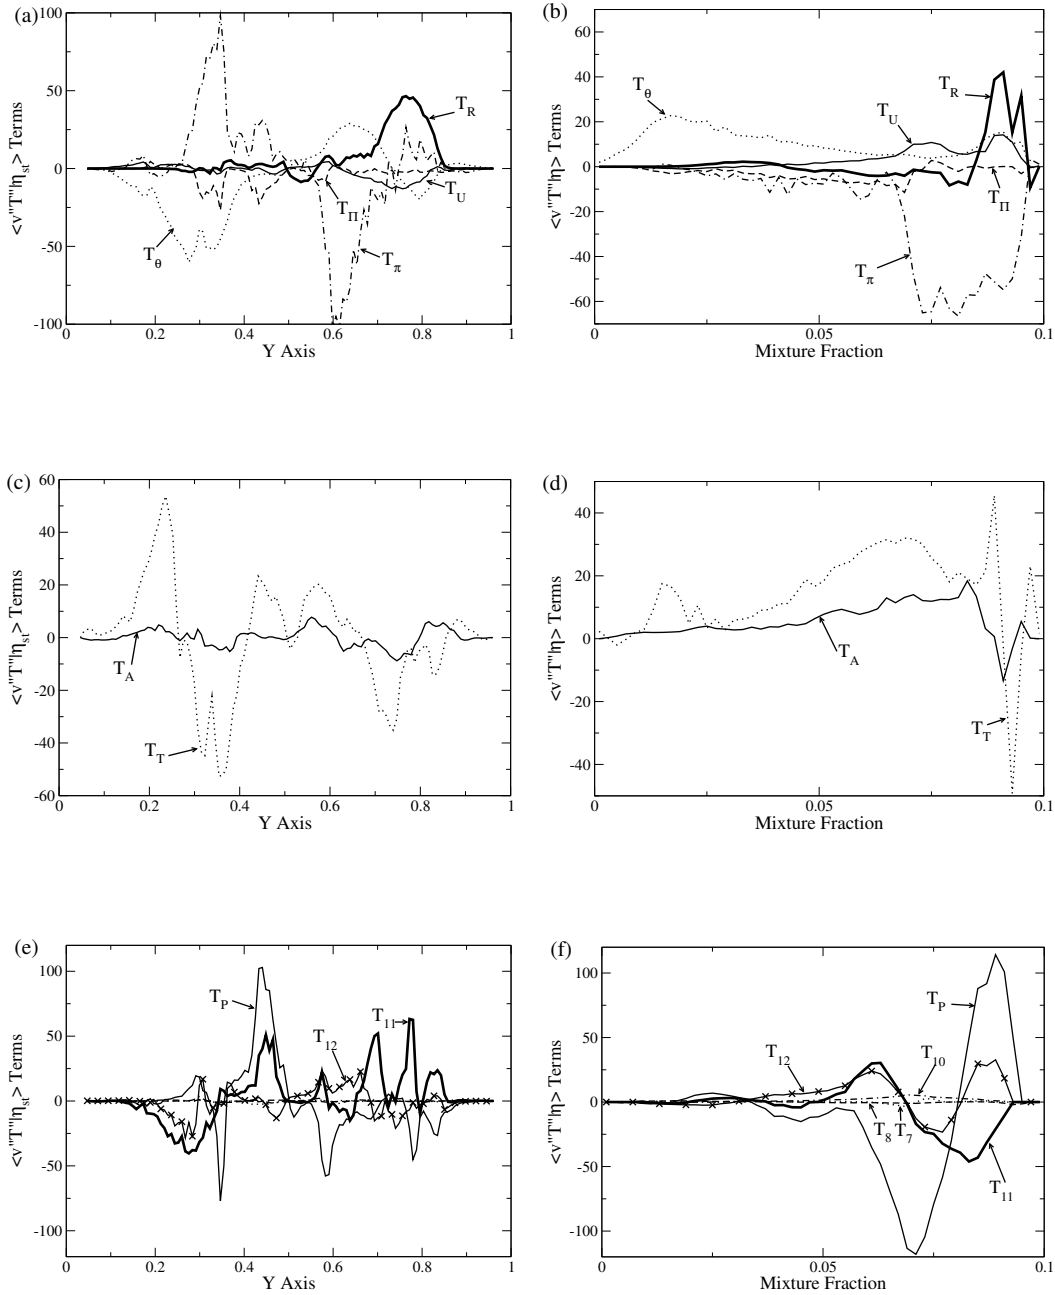 (a)
100
50
0
-50
-100
<v"T"|η_st> Terms
T_R
T_U
T_Π
T_θ
T_π
0 0.2 0.4 0.6 0.8 1
Y Axis
(b)
60
40
20
0
-20
-40
-60
<v"T"|η> Terms
T_θ
T_R
T_U
T_Π
T_π
0 0.05 0.1
Mixture Fraction
(c)
60
40
20
0
-20
-40
-60
<v"T"|η_st> Terms
T_A
T_T
0 0.2 0.4 0.6 0.8 1
Y Axis
(d)
40
20
0
-20
-40
<v"T"|η> Terms
T_A
T_T
0 0.05 0.1
Mixture Fraction
(e)
100
50
0
-50
-100
<v"T"|η_st> Terms
T_P
T_11
T_12
0 0.2 0.4 0.6 0.8 1
Y Axis
(f)
100
50
0
-50
-100
<v"T"|η> Terms
T_P
T_12
T_10
T_8 T_7
T_11
0 0.05 0.1
Mixture Fraction